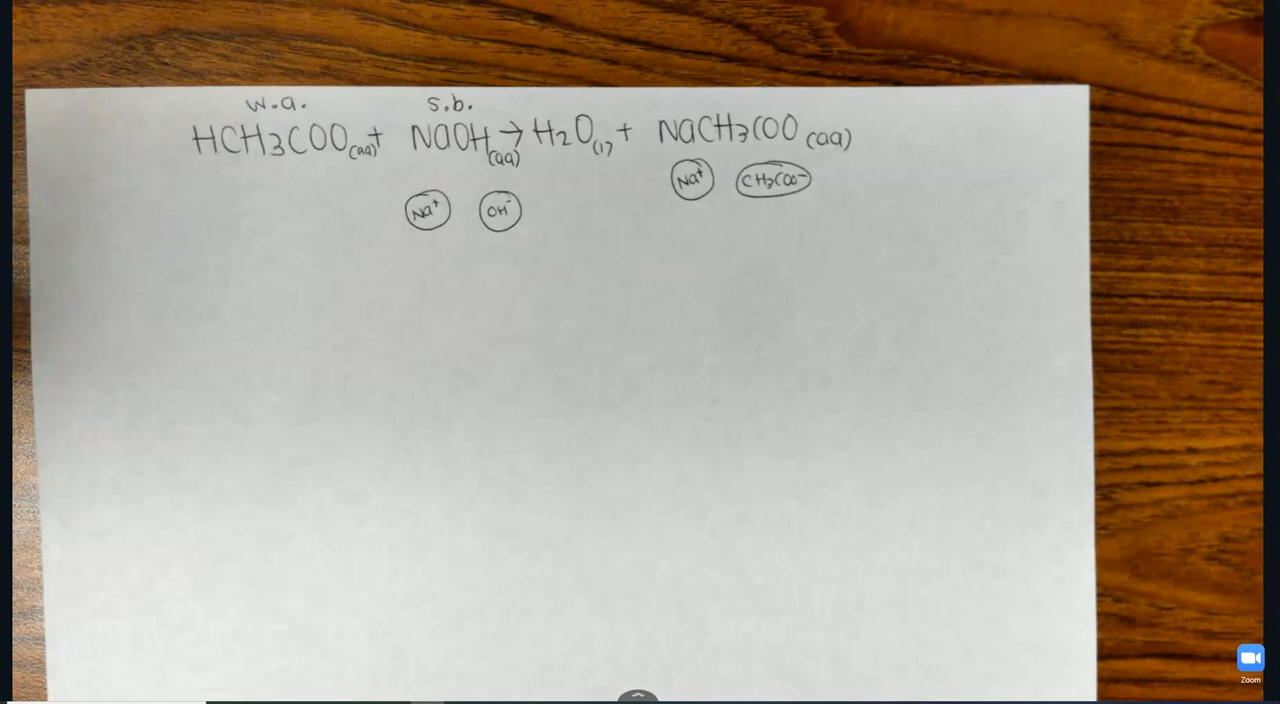 w.a. s.b.
HCH3COO(aq) + NaOH(aq) → H2O(l) + NaCH3COO (aq)
Na+ CH3COO-
Na+ OH-
Zoom